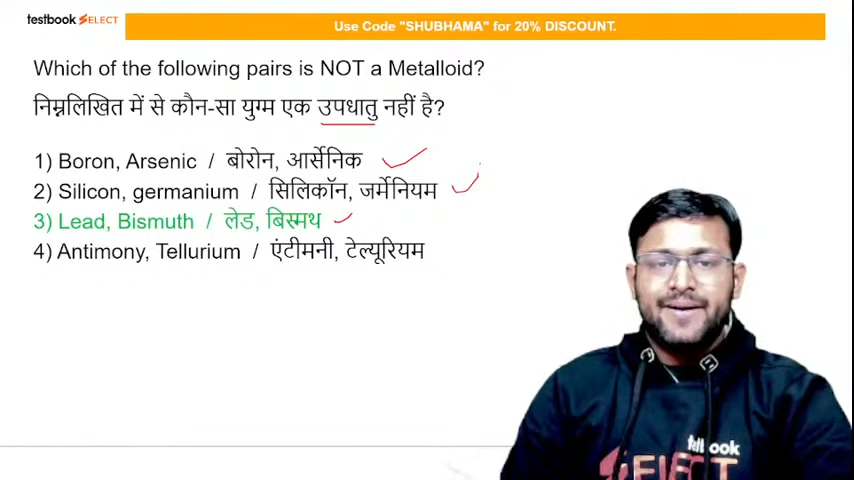 testbook SELECT
Use Code "SHUBHAMA" for 20% DISCOUNT.
Which of the following pairs is NOT a Metalloid?
निम्नलिखित में से कौन-सा युग्म एक उपधातु नहीं है?
1) Boron, Arsenic / बोरोन, आर्सेनिक
2) Silicon, germanium / सिलिकॉन, जर्मेनियम
3) Lead, Bismuth / लेड, बिस्मथ
4) Antimony, Tellurium / एंटीमनी, टेल्यूरियम
testbook
SELECT